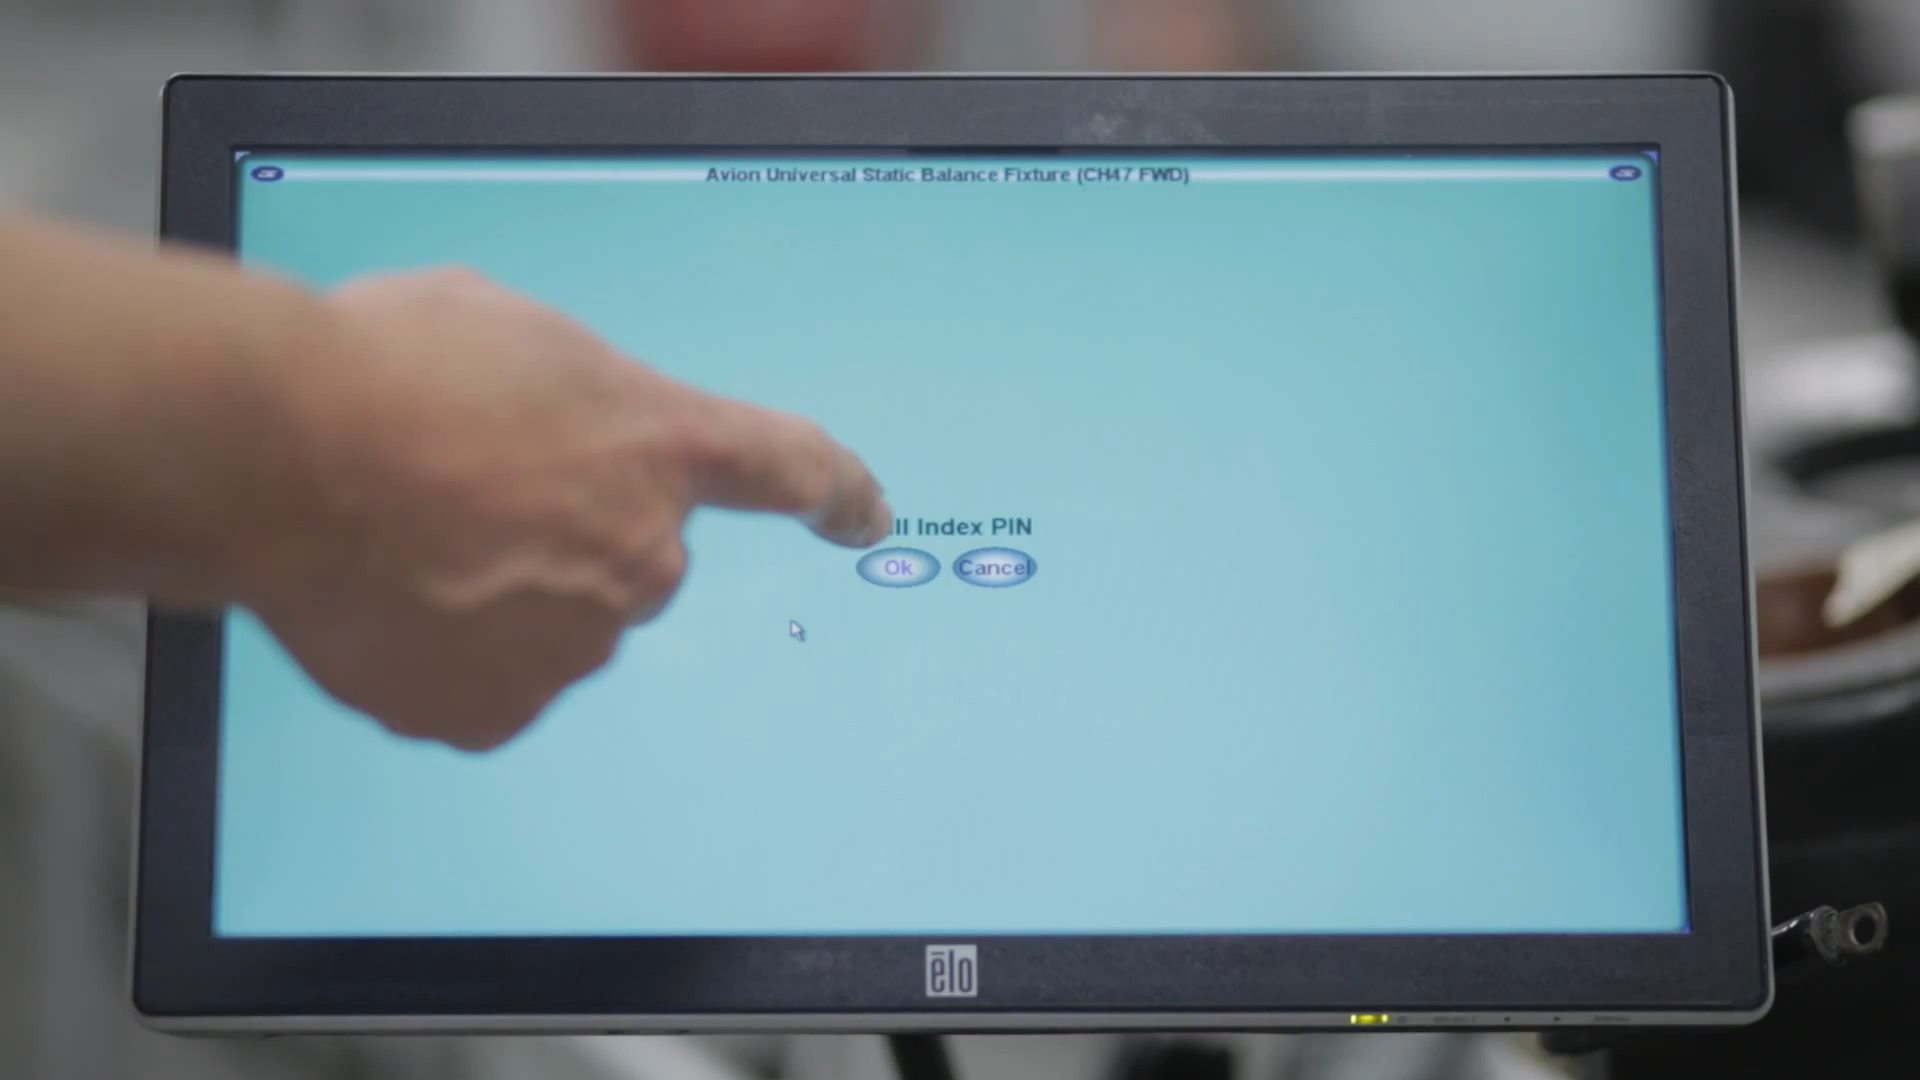 Avion Universal Static Balance Fixture (CH47 FWD)
Index PIN
Ok Cancel
ēlo